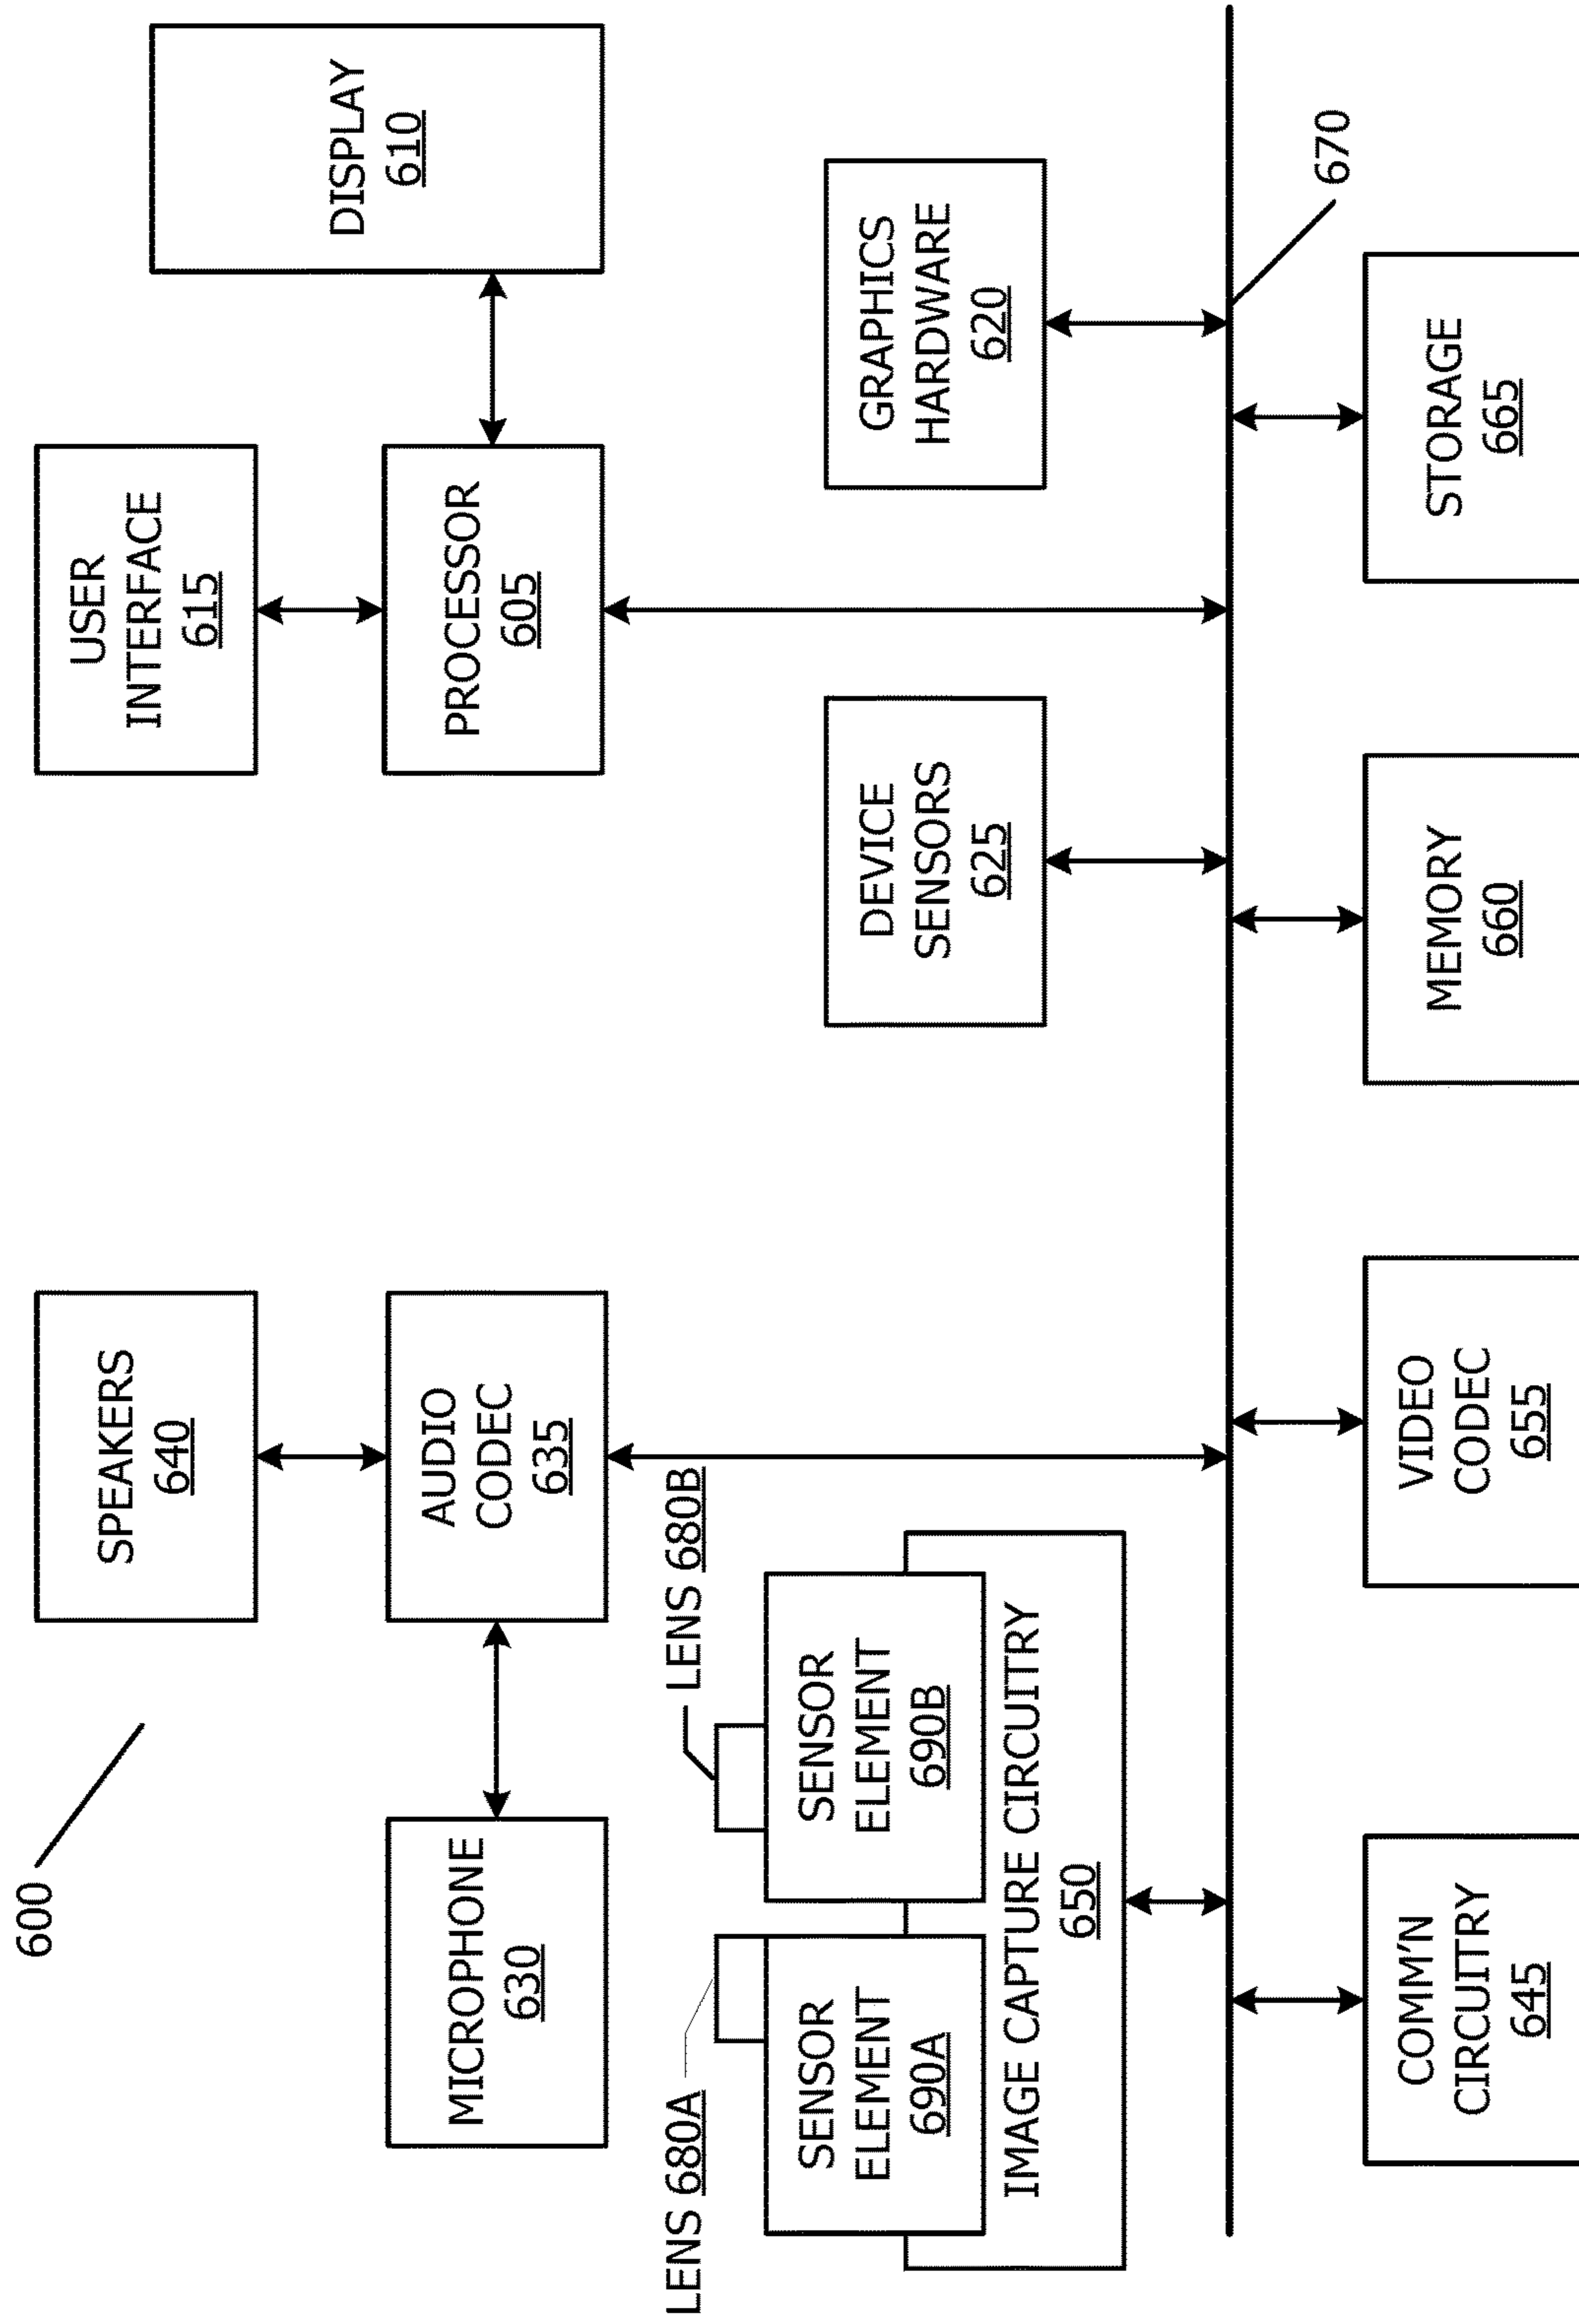 600
SPEAKERS
640
USER
INTERFACE
615
MICROPHONE
630
AUDIO
CODEC
635
PROCESSOR
605
DISPLAY
610
LENS 680A
LENS 680B
SENSOR
ELEMENT
690A
SENSOR
ELEMENT
690B
IMAGE CAPTURE CIRCUITRY
650
DEVICE
SENSORS
625
GRAPHICS
HARDWARE
620
670
COMM'N
CIRCUITRY
645
VIDEO
CODEC
655
MEMORY
660
STORAGE
665